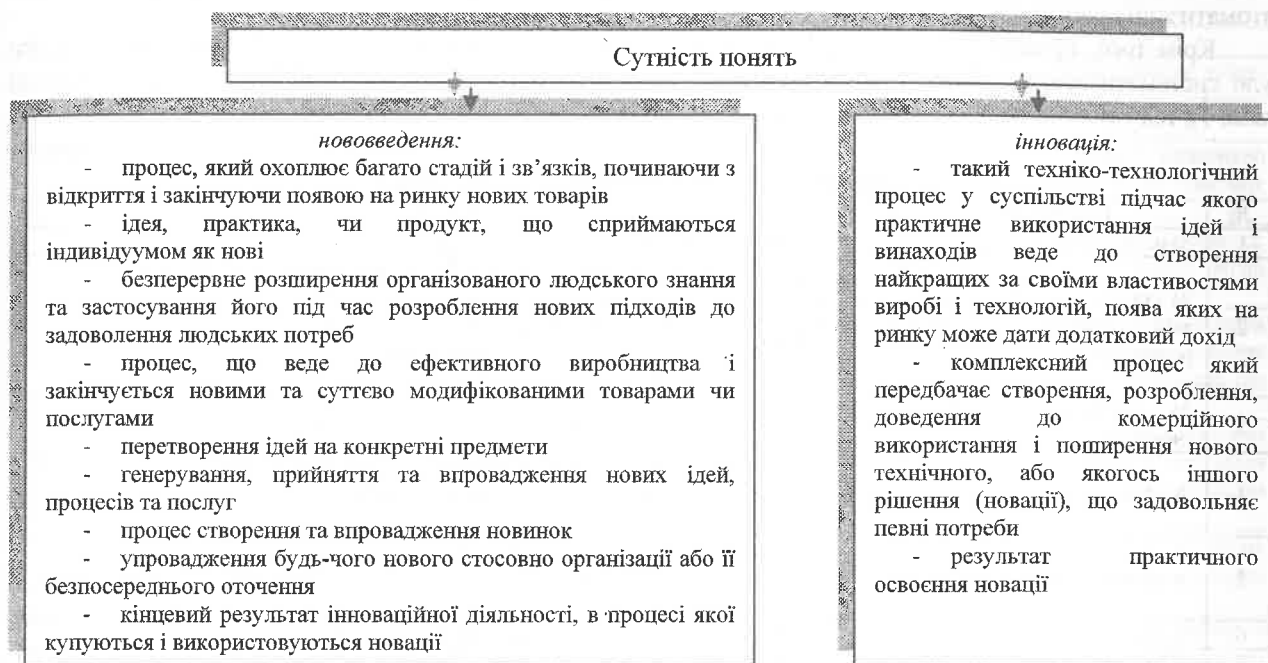 Сутність понять
нововведення:
- процес, який охоплює багато стадій і зв’язків, починаючи з
відкриття і закінчуючи появою на ринку нових товарів
- ідея, практика, чи продукт, що сприймаються
індивідуумом як нові
- безперервне розширення організованого людського знання
та застосування його під час розроблення нових підходів до
задоволення людських потреб
- процес, що веде до ефективного виробництва і
закінчується новими та суттєво модифікованими товарами чи
послугами
- перетворення ідей на конкретні предмети
- генерування, прийняття та впровадження нових ідей,
процесів та послуг
- процес створення та впровадження новинок
- упровадження будь-чого нового стосовно організації або її
безпосереднього оточення
- кінцевий результат інноваційної діяльності, в процесі якої
купуються і використовуються новації
інновація:
- такий техніко-технологічний
процес у суспільстві підчас якого
практичне використання ідей і
винаходів веде до створення
найкращих за своїми властивостями
виробі і технологій, поява яких на
ринку може дати додатковий дохід
- комплексний процес який
передбачає створення, розроблення,
доведення до комерційного
використання і поширення нового
технічного, або якогось іншого
рішення (новації), що задовольняє
певні потреби
- результат практичного
освоєння новації